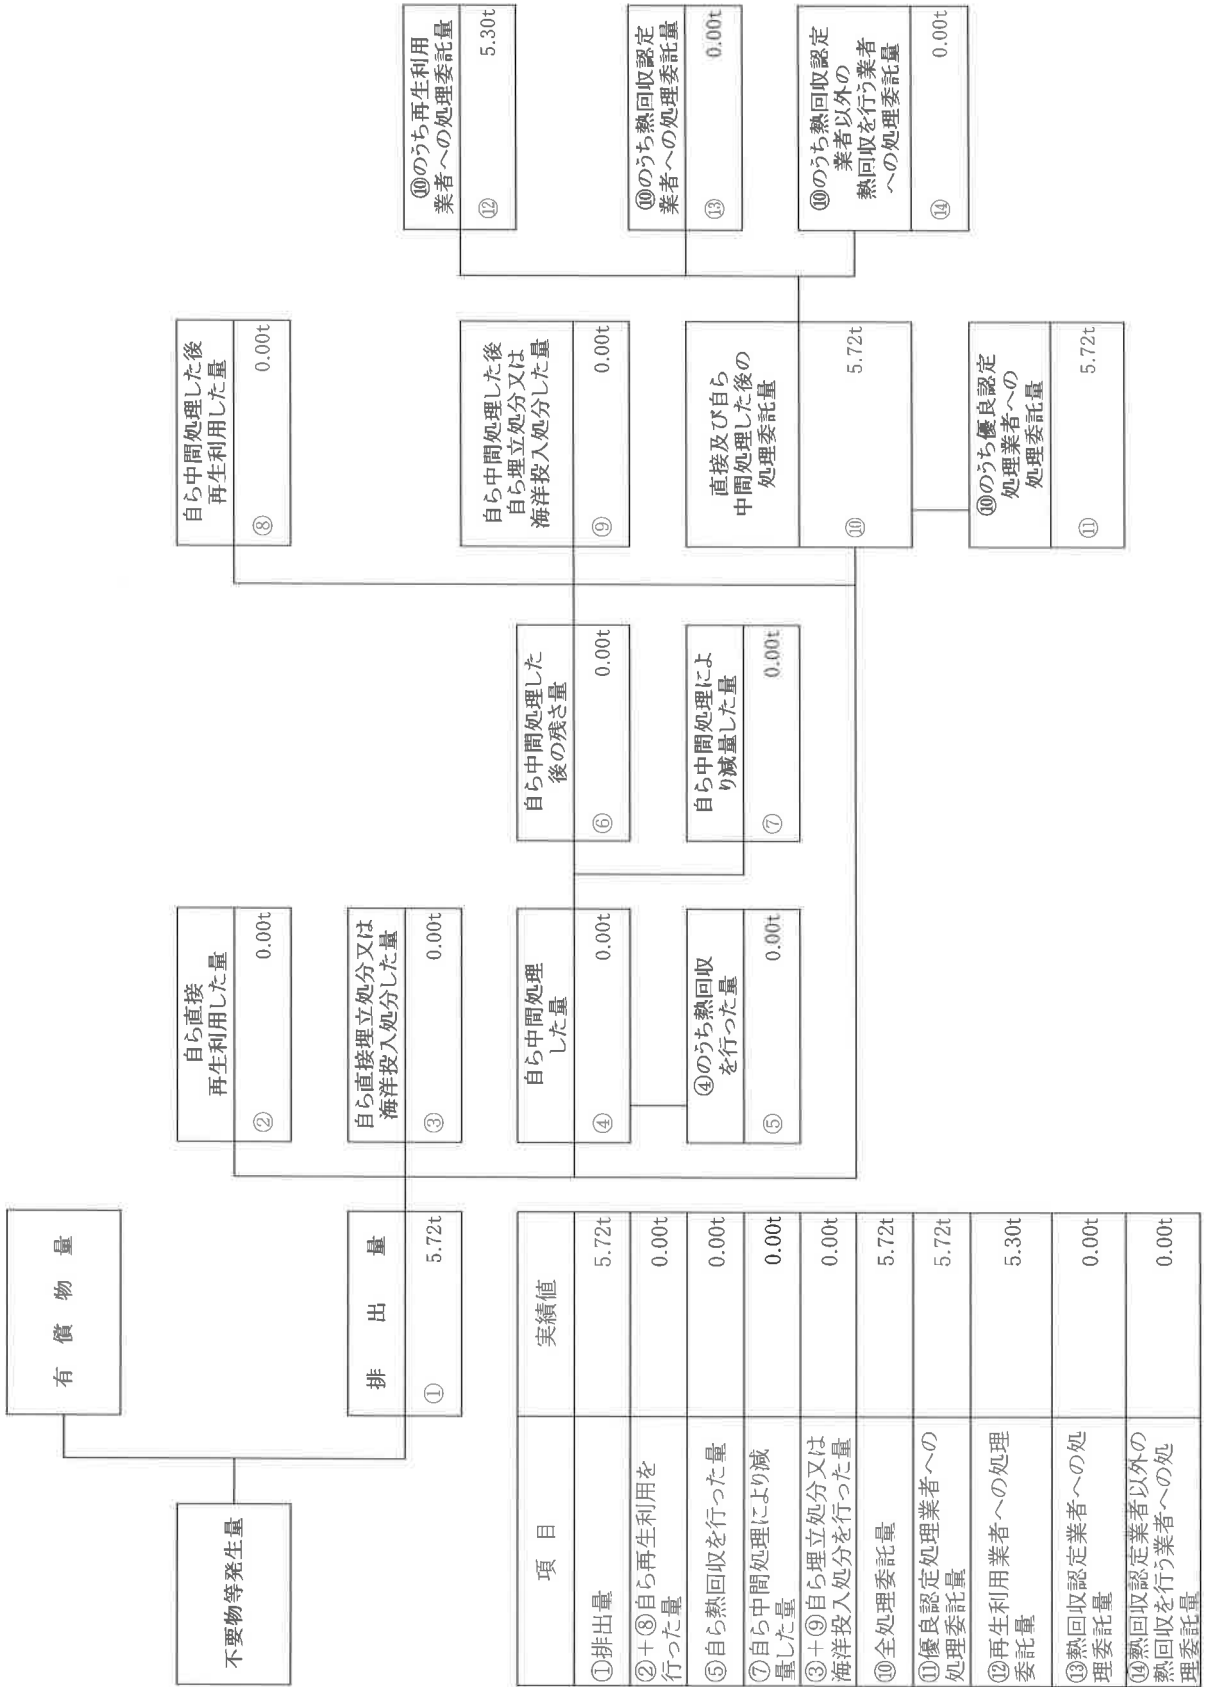 不要物等発生量
有 償 物 量
排 出 量
① 5.72t
自ら直接
再生利用した量
② 0.00t
自ら直接埋立処分又は
海洋投入処分した量
③ 0.00t
自ら中間処理
した量
④ 0.00t
④のうち熱回収
を行った量
⑤ 0.00t
自ら中間処理した
後の残さ量
⑥ 0.00t
自ら中間処理によ
り減量した量
⑦ 0.00t
自ら中間処理した後
再生利用した量
⑧ 0.00t
自ら中間処理した後
自ら埋立処分又は
海洋投入処分した量
⑨ 0.00t
直接及び自ら
中間処理した後の
処理委託量
⑩ 5.72t
⑩のうち優良認定
処理業者への
処理委託量
⑪ 5.72t
⑩のうち再生利用
業者への処理委託量
⑫ 5.30t
⑩のうち熱回収認定
業者への処理委託量
⑬ 0.00t
⑩のうち熱回収認定
業者以外の
熱回収を行う業者
への処理委託量
⑭ 0.00t
項 目 実績値
①排出量 5.72t
②+⑧自ら再生利用を
行った量 0.00t
⑤自ら熱回収を行った量 0.00t
⑦自ら中間処理により減
量した量 0.00t
③+⑨自ら埋立処分又は
海洋投入処分を行った量 0.00t
⑩全処理委託量 5.72t
⑪優良認定処理業者への
処理委託量 5.72t
⑫再生利用業者への処理
委託量 5.30t
⑬熱回収認定業者への処
理委託量 0.00t
⑭熱回収認定業者以外の
熱回収を行う業者への処
理委託量 0.00t